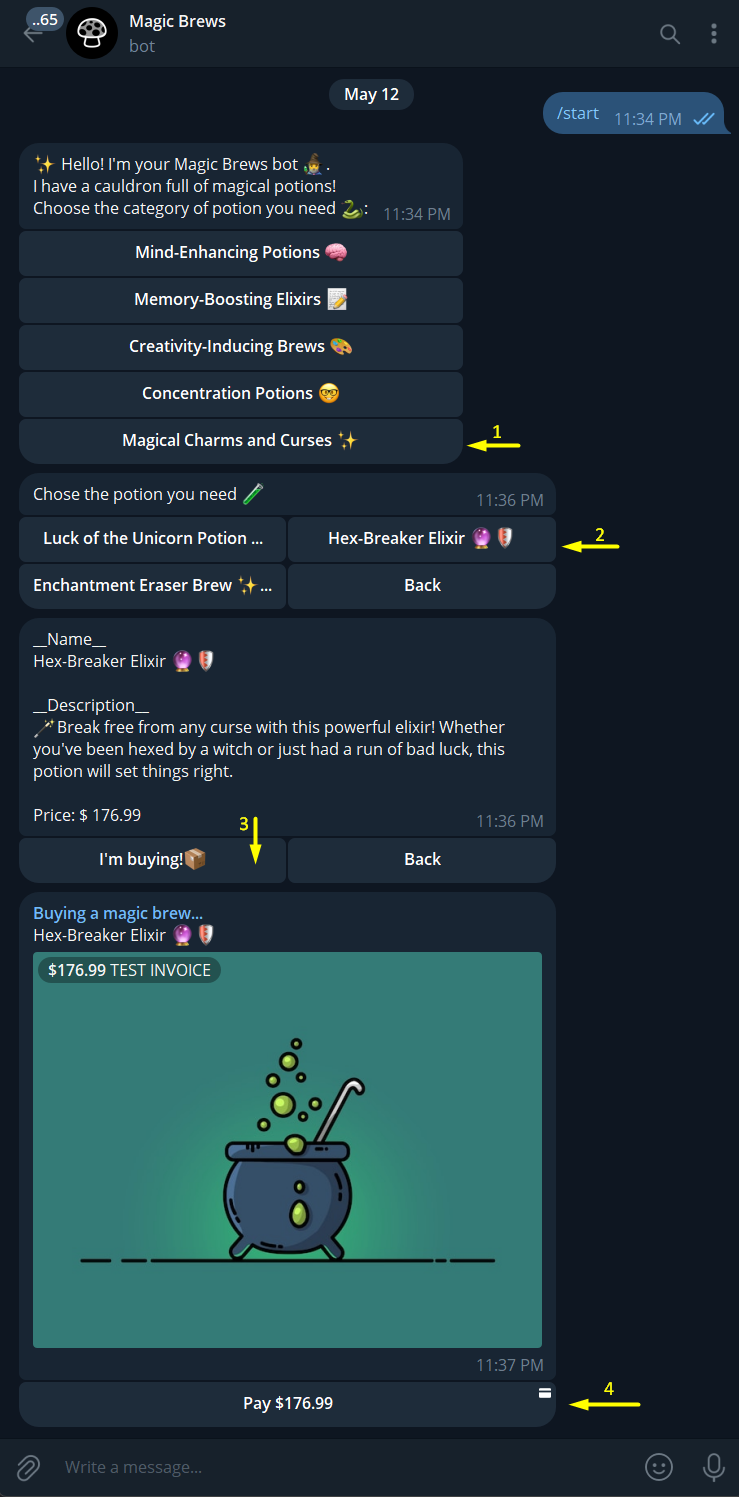 ..65
Magic Brews
bot
May 12
/start 11:34 PM
✨ Hello! I'm your Magic Brews bot 🧙‍♀️ .
I have a cauldron full of magical potions!
Choose the category of potion you need 🐍: 11:34 PM
Mind-Enhancing Potions 🧠
Memory-Boosting Elixirs 📝
Creativity-Inducing Brews 🎨
Concentration Potions 🤓
Magical Charms and Curses ✨
1
Chose the potion you need 🧪 11:36 PM
Luck of the Unicorn Potion ... Hex-Breaker Elixir 🔮🛡
2
Enchantment Eraser Brew ✨... Back
__Name__
Hex-Breaker Elixir 🔮🛡
__Description__
🪄Break free from any curse with this powerful elixir! Whether
you've been hexed by a witch or just had a run of bad luck, this
potion will set things right.
Price: $ 176.99 11:36 PM
3
I'm buying!📦 Back
Buying a magic brew...
Hex-Breaker Elixir 🔮🛡
$176.99 TEST INVOICE
11:37 PM
Pay $176.99
4
Write a message...